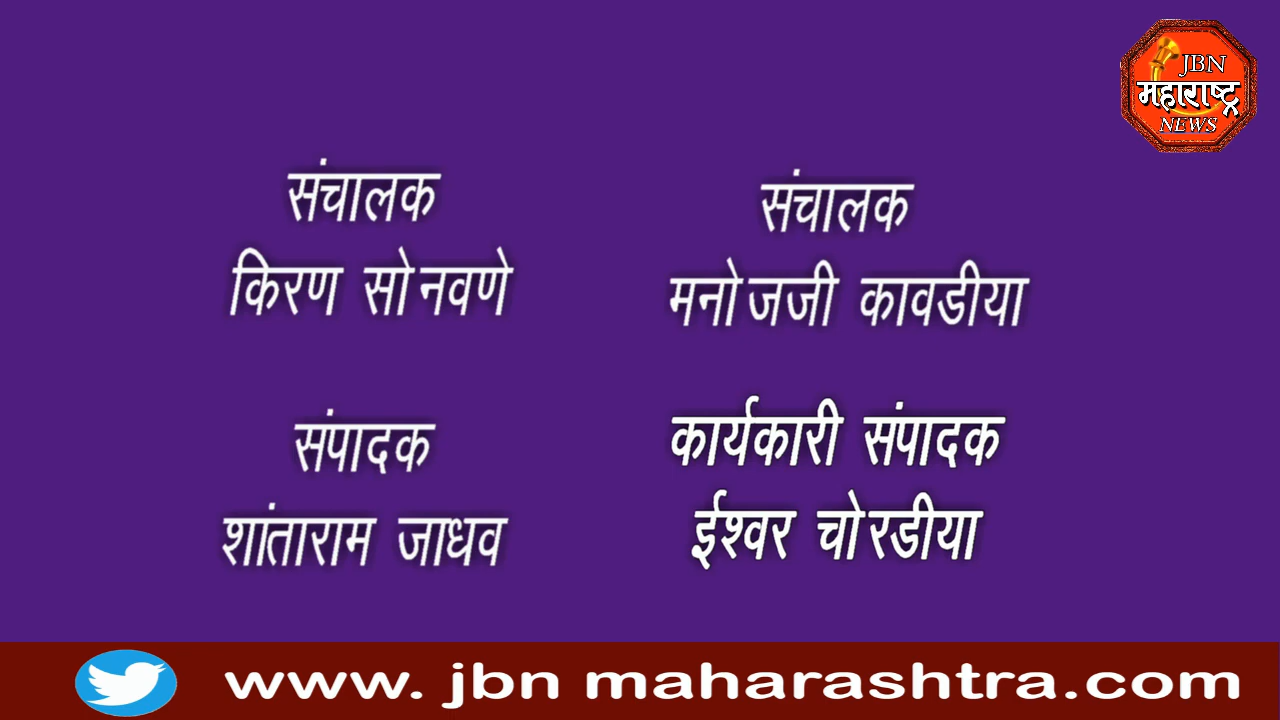 JBN
महाराष्ट्र
NEWS
संचालक
किरण सोनवणे
संचालक
मनोजजी कावडीया
संपादक
शांताराम जाधव
कार्यकारी संपादक
ईश्वर चोरडीया
www. jbn maharashtra.com